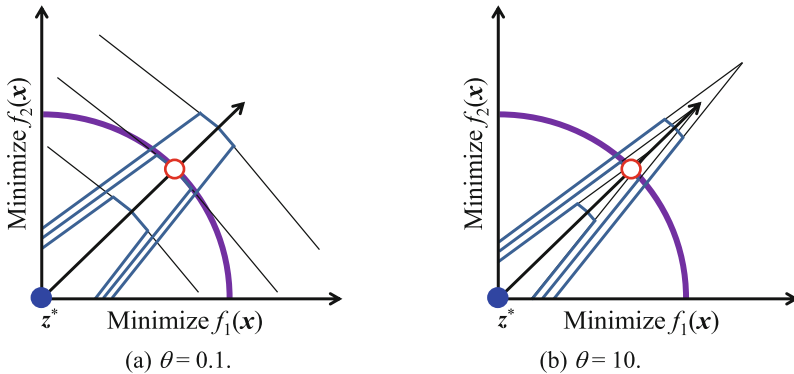 Minimize f₂(x)
z*
Minimize f₁(x)
(a) θ = 0.1.
Minimize f₂(x)
z*
Minimize f₁(x)
(b) θ = 10.